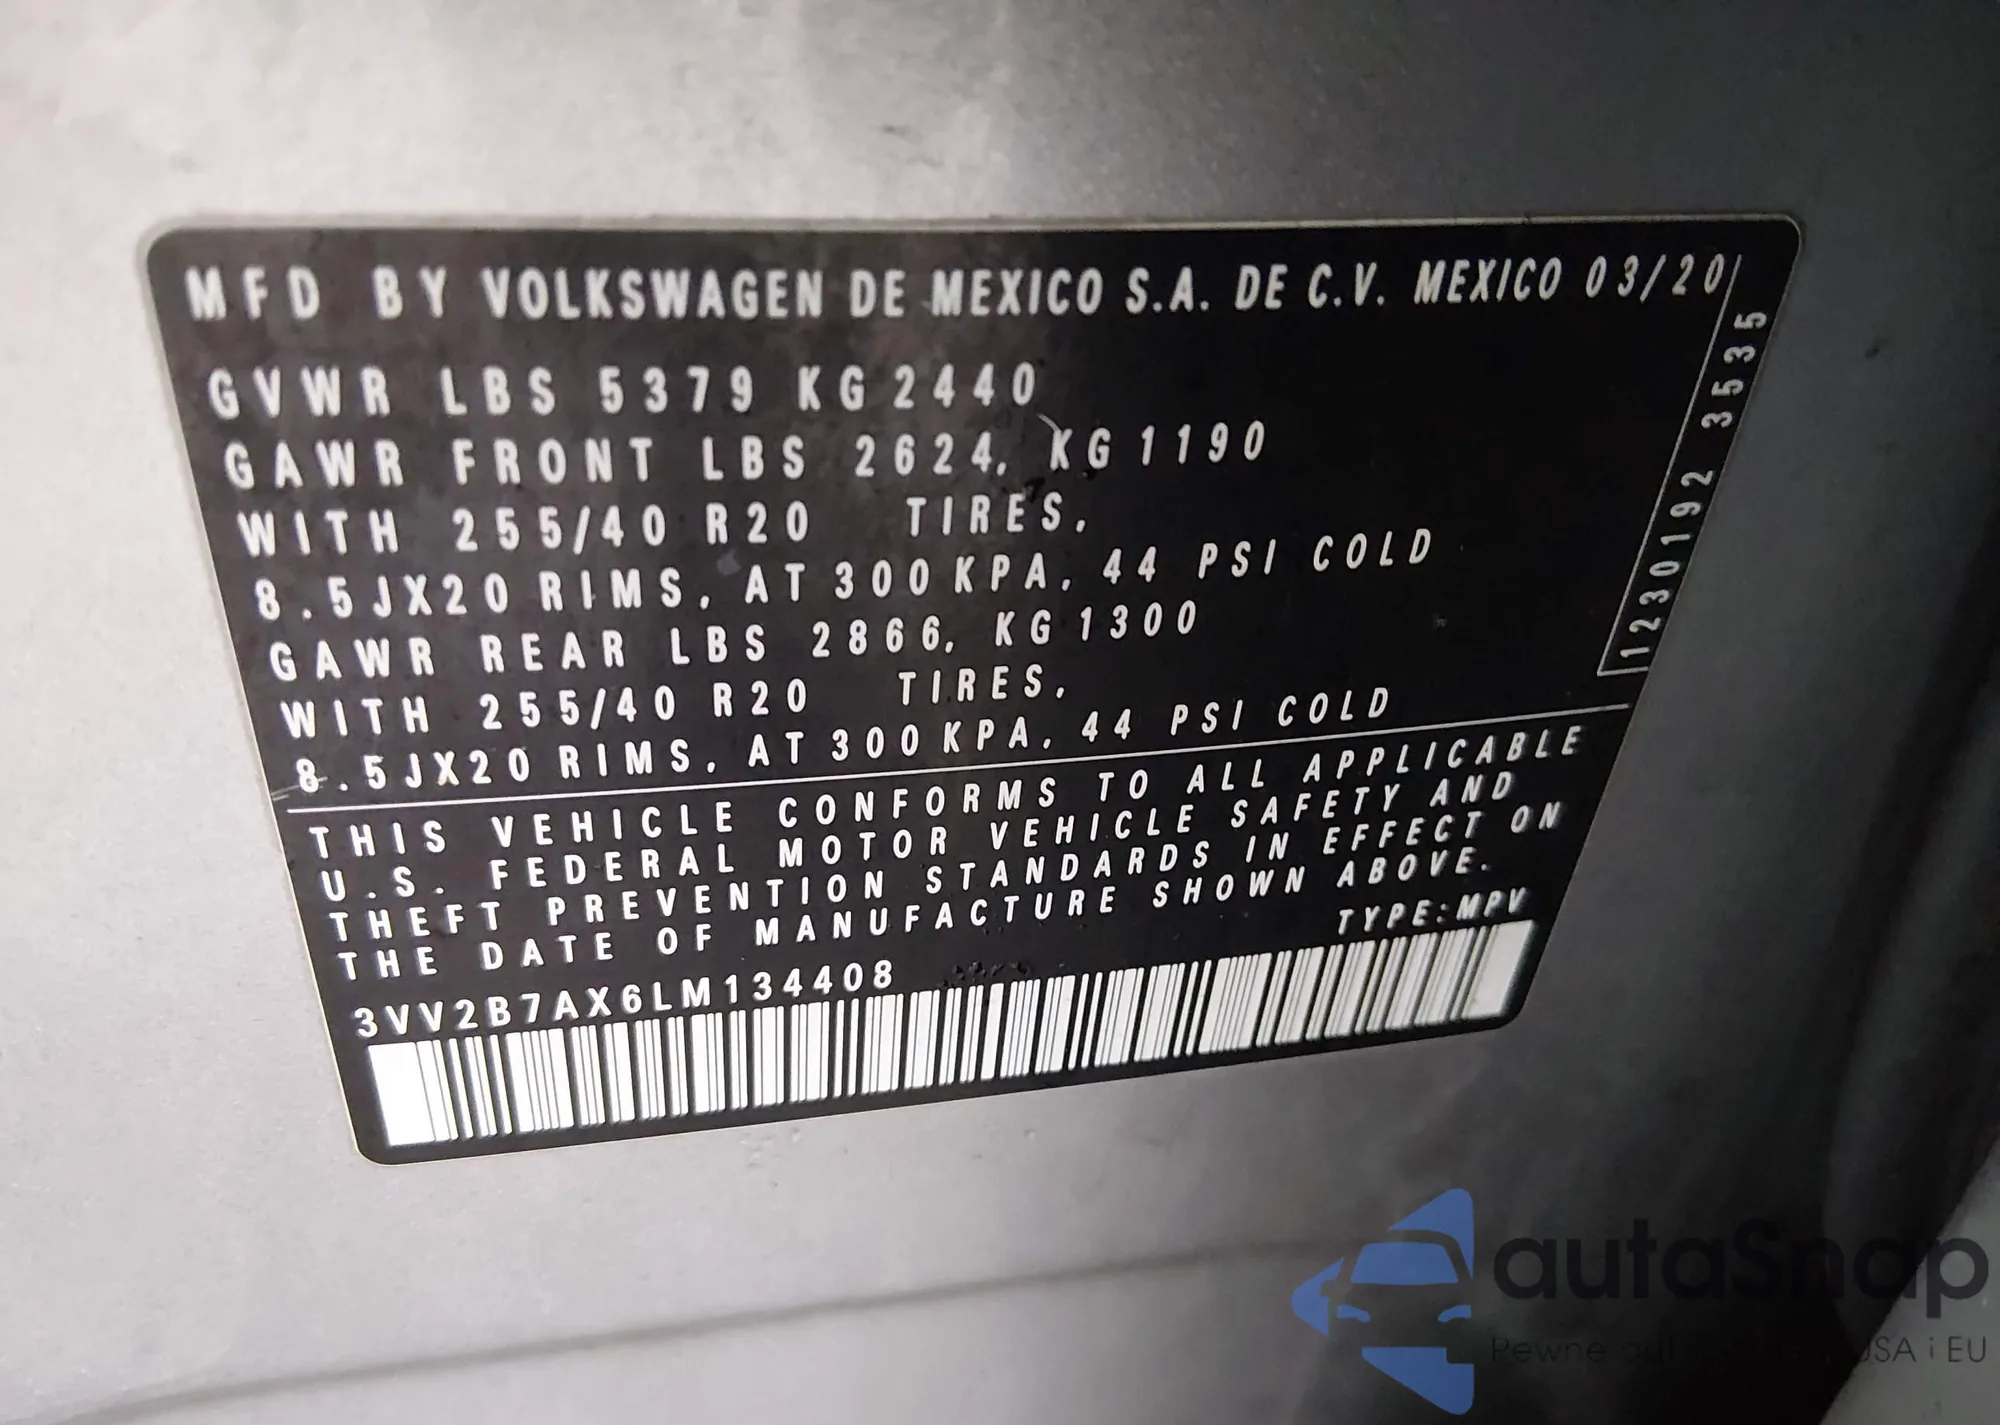 MFD BY VOLKSWAGEN DE MEXICO S.A. DE C.V. MEXICO 03/20
GVWR LBS 5379 KG 2440
GAWR FRONT LBS 2624, KG 1190
WITH 255/40 R20 TIRES,
8.5JX20 RIMS, AT 300 KPA, 44 PSI COLD
GAWR REAR LBS 2866, KG 1300
WITH 255/40 R20 TIRES,
8.5JX20 RIMS, AT 300 KPA, 44 PSI COLD
1230192 3535
THIS VEHICLE CONFORMS TO ALL APPLICABLE
U.S. FEDERAL MOTOR VEHICLE SAFETY AND
THEFT PREVENTION STANDARDS IN EFFECT ON
THE DATE OF MANUFACTURE SHOWN ABOVE.
TYPE:MPV
3VV2B7AX6LM134408
autaSnap
Pewne USA i EU